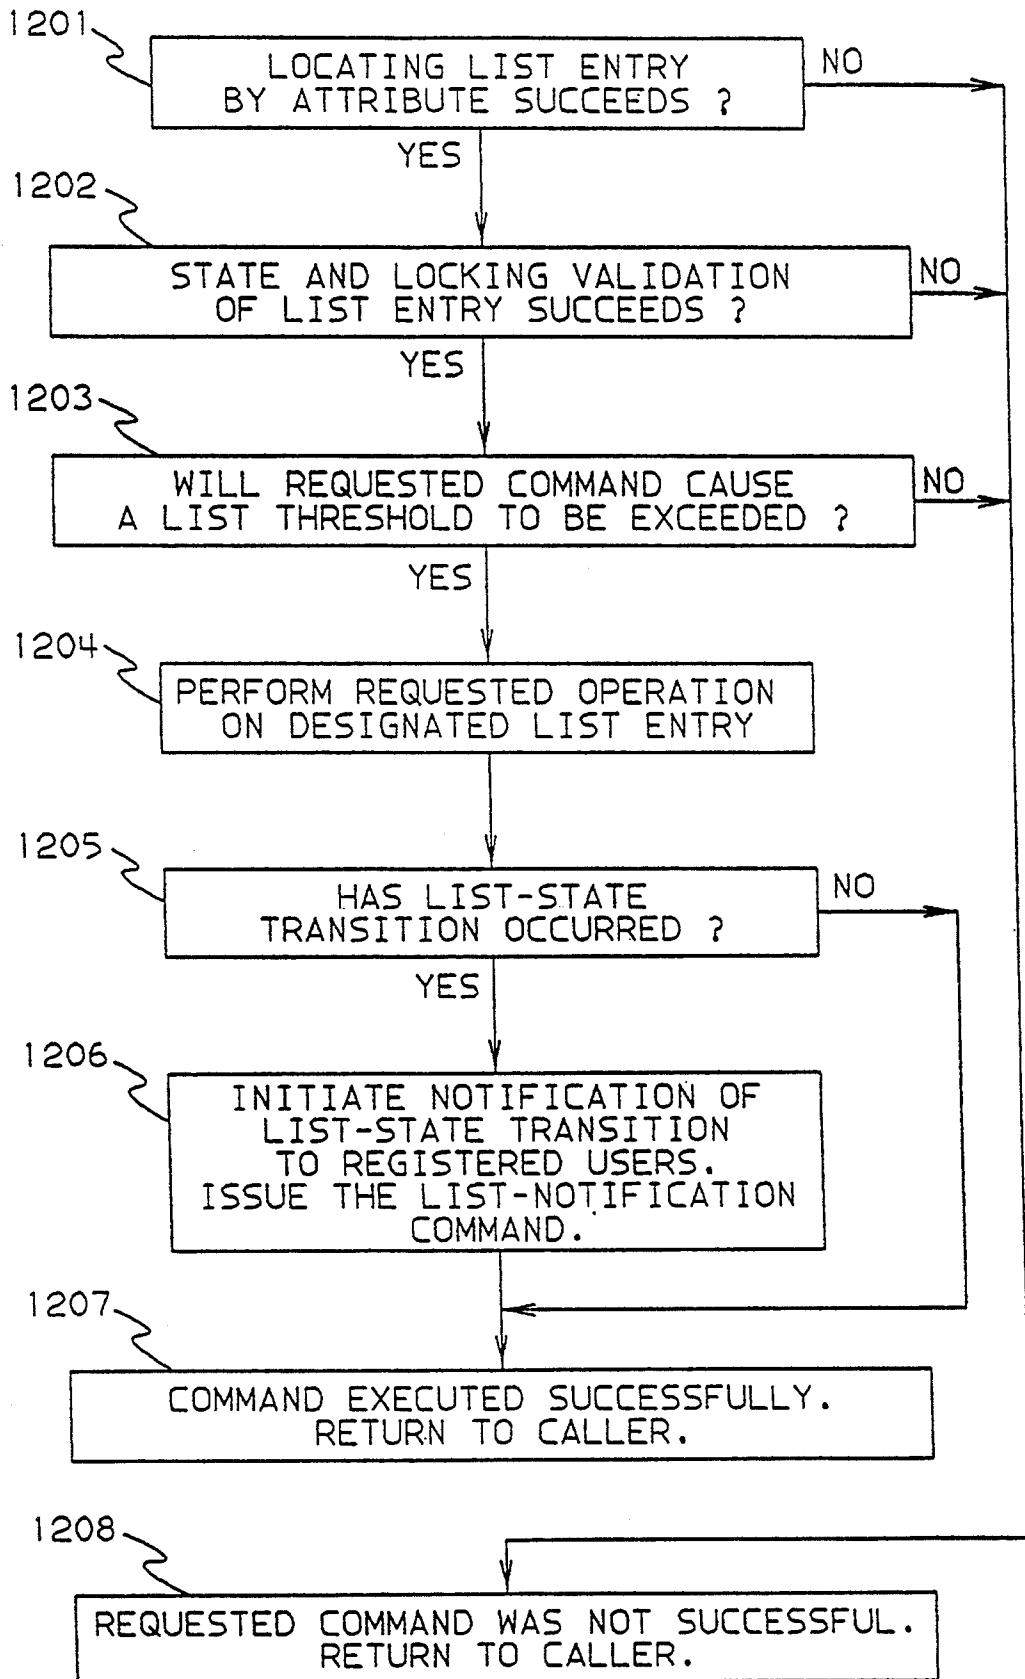 1201
LOCATING LIST ENTRY
BY ATTRIBUTE SUCCEEDS ?
NO
YES
1202
STATE AND LOCKING VALIDATION
OF LIST ENTRY SUCCEEDS ?
NO
YES
1203
WILL REQUESTED COMMAND CAUSE
A LIST THRESHOLD TO BE EXCEEDED ?
NO
YES
1204
PERFORM REQUESTED OPERATION
ON DESIGNATED LIST ENTRY
1205
HAS LIST-STATE
TRANSITION OCCURRED ?
NO
YES
1206
INITIATE NOTIFICATION OF
LIST-STATE TRANSITION
TO REGISTERED USERS.
ISSUE THE LIST-NOTIFICATION
COMMAND.
1207
COMMAND EXECUTED SUCCESSFULLY.
RETURN TO CALLER.
1208
REQUESTED COMMAND WAS NOT SUCCESSFUL.
RETURN TO CALLER.